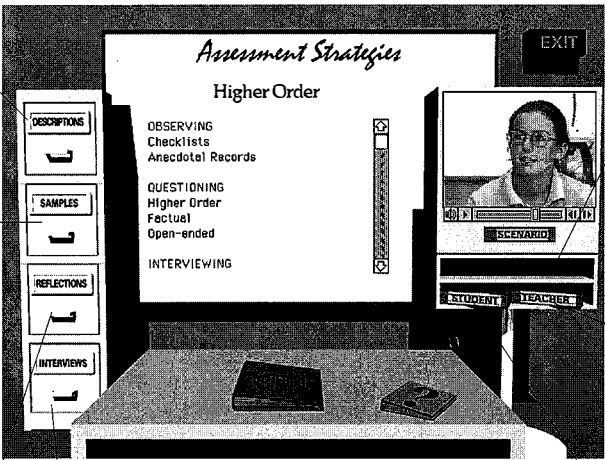 Assessment Strategies
EXIT
Higher Order
DESCRIPTIONS
OBSERVING
Checklists
Anecdotal Records
SAMPLES
QUESTIONING
Higher Order
Factual
Open-ended
SCENARIO
INTERVIEWING
REFLECTIONS
STUDENT
TEACHER
INTERVIEWS
?